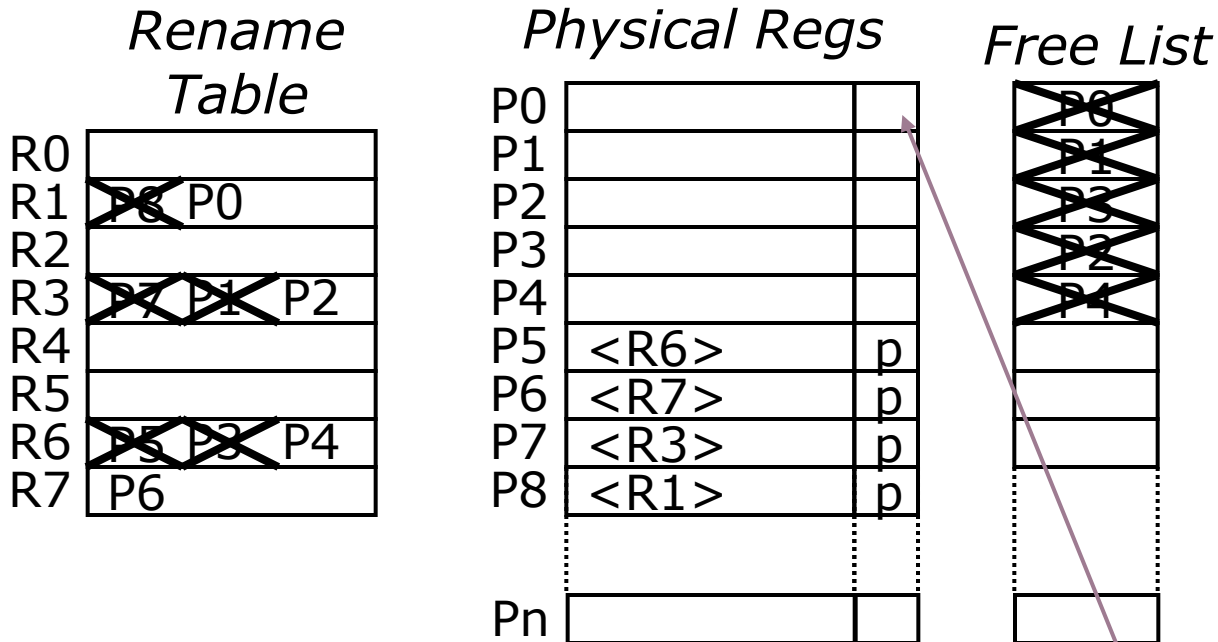 Rename
Table
R0
R1 P8 P0
R2
R3 P7 P1 P2
R4
R5
R6 P5 P3 P4
R7 P6
Physical Regs
P0
P1
P2
P3
P4
P5 <R6> p
P6 <R7> p
P7 <R3> p
P8 <R1> p
Pn
Free List
P0
P1
P3
P2
P4